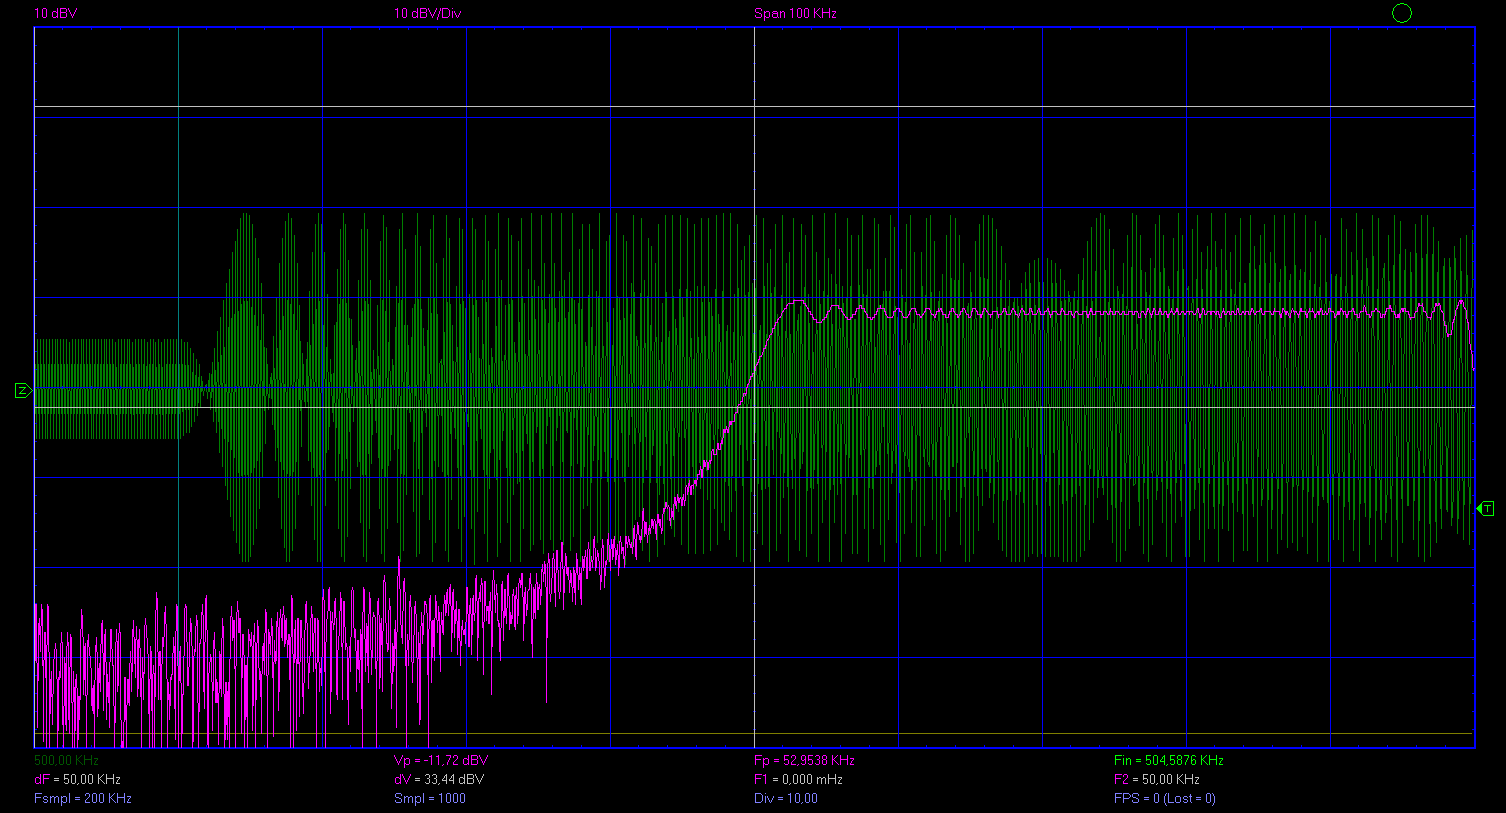 10 dBV 10 dBV/Div Span 100 KHz
Z
T
500,00 KHz Vp = -11,72 dBV Fp = 52,9538 KHz Fin = 504,5876 KHz
dF = 50,00 KHz dV = 33,44 dBV F1 = 0,000 mHz F2 = 50,00 KHz
Fsmpl = 200 KHz Smpl = 1000 Div = 10,00 FPS = 0 (Lost = 0)